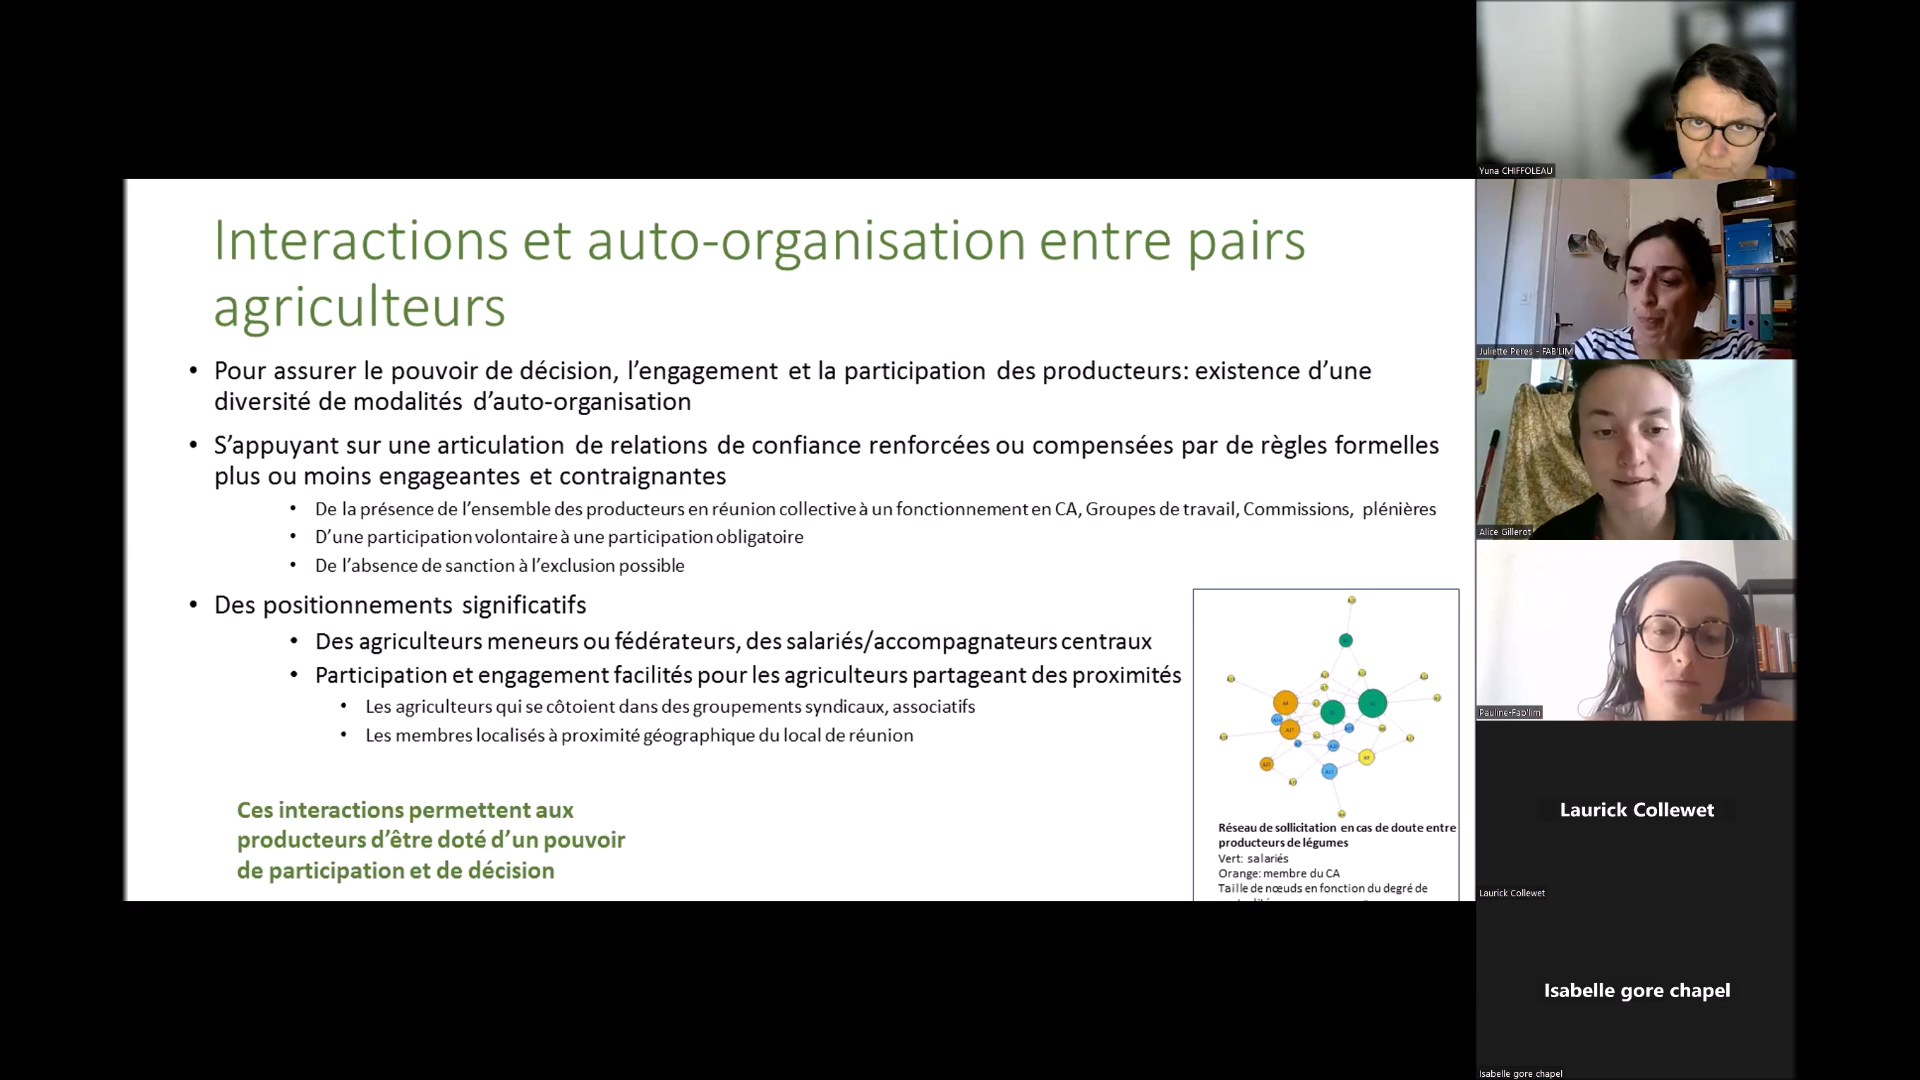 Interactions et auto-organisation entre pairs
agriculteurs
• Pour assurer le pouvoir de décision, l’engagement et la participation des producteurs: existence d’une
diversité de modalités d’auto-organisation
• S’appuyant sur une articulation de relations de confiance renforcées ou compensées par de règles formelles
plus ou moins engageantes et contraignantes
• De la présence de l’ensemble des producteurs en réunion collective à un fonctionnement en CA, Groupes de travail, Commissions, plénières
• D’une participation volontaire à une participation obligatoire
• De l’absence de sanction à l’exclusion possible
• Des positionnements significatifs
• Des agriculteurs meneurs ou fédérateurs, des salariés/accompagnateurs centraux
• Participation et engagement facilités pour les agriculteurs partageant des proximités
• Les agriculteurs qui se côtoient dans des groupements syndicaux, associatifs
• Les membres localisés à proximité géographique du local de réunion
Ces interactions permettent aux
producteurs d’être doté d’un pouvoir
de participation et de décision
Réseau de sollicitation en cas de doute entre
producteurs de légumes
Vert: salariés
Orange: membre du CA
Taille de nœuds en fonction du degré de
Yuna CHIFFOLEAU
Juliette Peres - FAB'LIM
Alice Gillerot
Pauline-Fab'lim
Laurick Collewet
Laurick Collewet
Isabelle gore chapel
Isabelle gore chapel